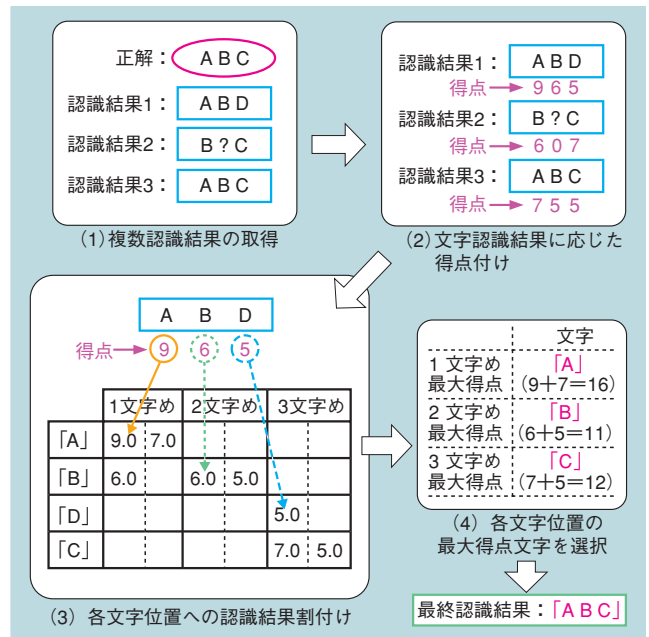 正解： ABC
認識結果1： ABD
認識結果2： B?C
認識結果3： ABC
(1)複数認識結果の取得
認識結果1： ABD
得点 965
認識結果2： B?C
得点 607
認識結果3： ABC
得点 755
(2)文字認識結果に応じた
得点付け
A B D
得点 9 6 5
1文字め 2文字め 3文字め
「A」 9.0 7.0
「B」 6.0 6.0 5.0
「D」 5.0
「C」 7.0 5.0
(3) 各文字位置への認識結果割付け
文字
1 文字め 「A」
最大得点 (9+7=16)
2 文字め 「B」
最大得点 (6+5=11)
3 文字め 「C」
最大得点 (7+5=12)
(4) 各文字位置の
最大得点文字を選択
最終認識結果：「ABC」